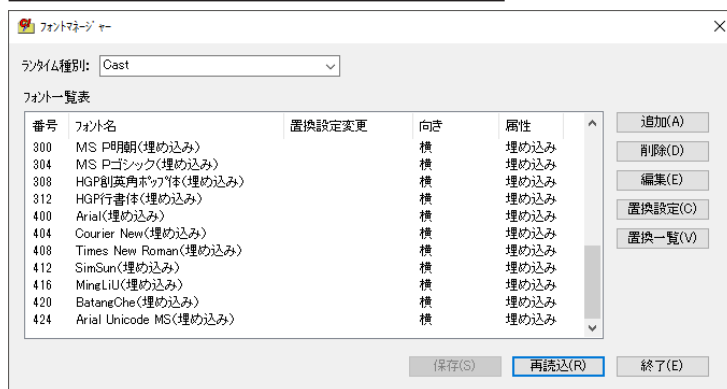 フォントマネージャー
ランタイム種別: Cast
フォント一覧表
番号 フォント名 置換設定変更 向き 属性
300 MS P明朝(埋め込み) 横 埋め込み
304 MS Pゴシック(埋め込み) 横 埋め込み
308 HGP創英角ポップ体(埋め込み) 横 埋め込み
312 HGP行書体(埋め込み) 横 埋め込み
400 Arial(埋め込み) 横 埋め込み
404 Courier New(埋め込み) 横 埋め込み
408 Times New Roman(埋め込み) 横 埋め込み
412 SimSun(埋め込み) 横 埋め込み
416 MingLiU(埋め込み) 横 埋め込み
420 BatangChe(埋め込み) 横 埋め込み
424 Arial Unicode MS(埋め込み) 横 埋め込み
追加(A)
削除(D)
編集(E)
置換設定(C)
置換一覧(V)
保存(S) 再読込(R) 終了(E)